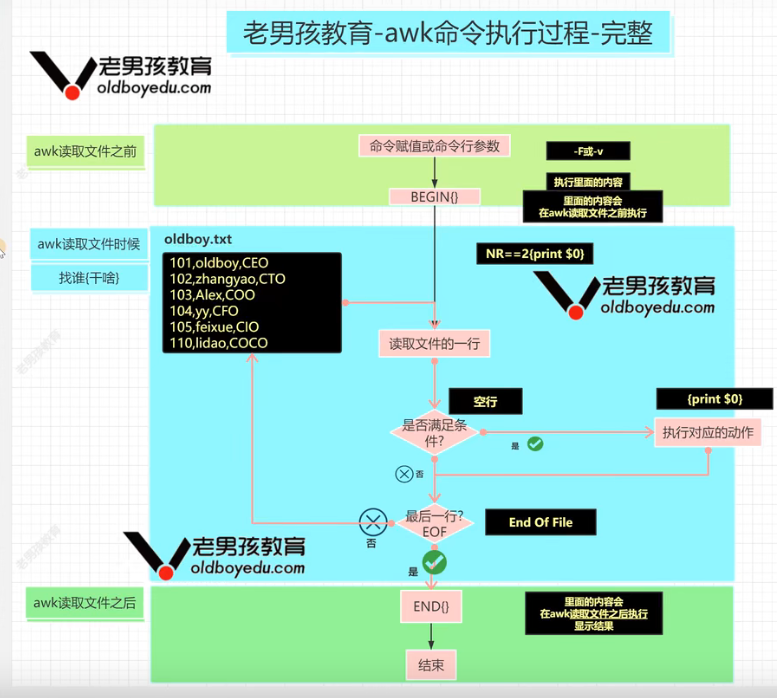 老男孩教育-awk命令执行过程-完整
老男孩教育
oldboyedu.com
awk读取文件之前
命令赋值或命令行参数
-F或-v
BEGIN{}
执行里面的内容
里面的内容会
在awk读取文件之前执行
awk读取文件时候
找谁{干啥}
oldboy.txt
101,oldboy,CEO
102,zhangyao,CTO
103,Alex,COO
104,yy,CFO
105,feixue,CIO
110,lidao,COCO
NR==2{print $0}
老男孩教育
oldboyedu.com
读取文件的一行
空行
{print $0}
是否满足条
件?
是
执行对应的动作
否
最后一行?
EOF
否
End Of File
是
老男孩教育
oldboyedu.com
awk读取文件之后
END{}
里面的内容会
在awk读取文件之后执行
显示结果
结束
老男孩教育
老男孩教育